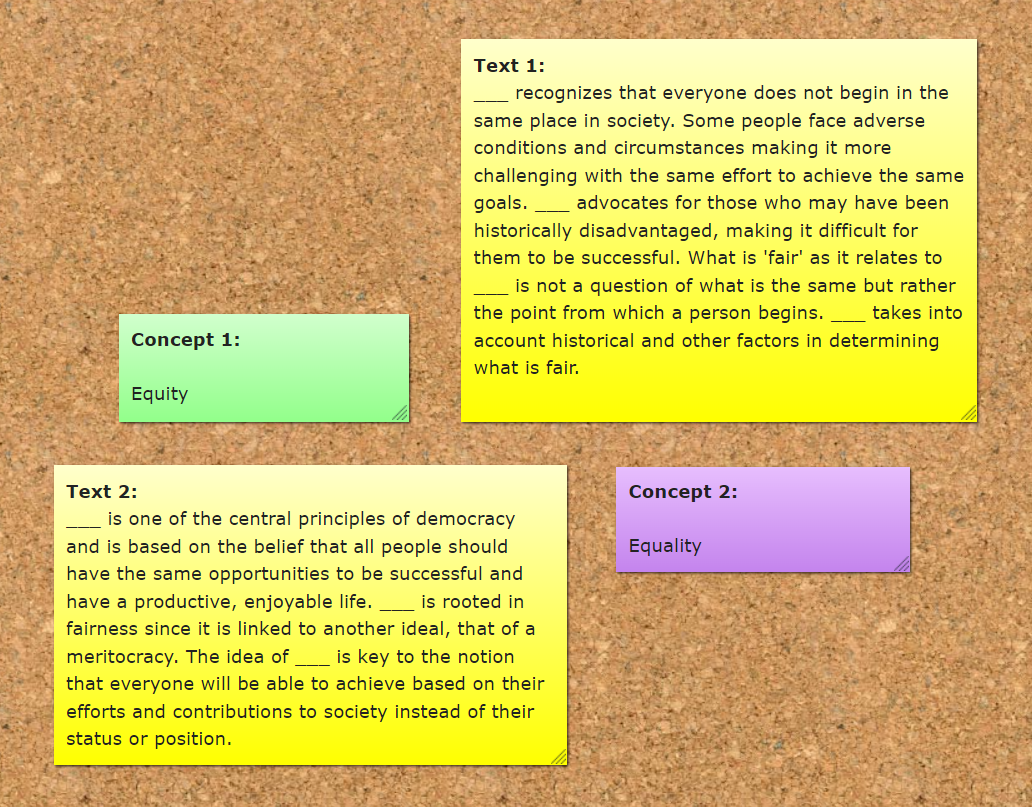 Text 1:
___ recognizes that everyone does not begin in the
same place in society. Some people face adverse
conditions and circumstances making it more
challenging with the same effort to achieve the same
goals. ___ advocates for those who may have been
historically disadvantaged, making it difficult for
them to be successful. What is 'fair' as it relates to
___ is not a question of what is the same but rather
the point from which a person begins. ___ takes into
account historical and other factors in determining
what is fair.
Concept 1:
Equity
Text 2:
___ is one of the central principles of democracy
and is based on the belief that all people should
have the same opportunities to be successful and
have a productive, enjoyable life. ___ is rooted in
fairness since it is linked to another ideal, that of a
meritocracy. The idea of ___ is key to the notion
that everyone will be able to achieve based on their
efforts and contributions to society instead of their
status or position.
Concept 2:
Equality